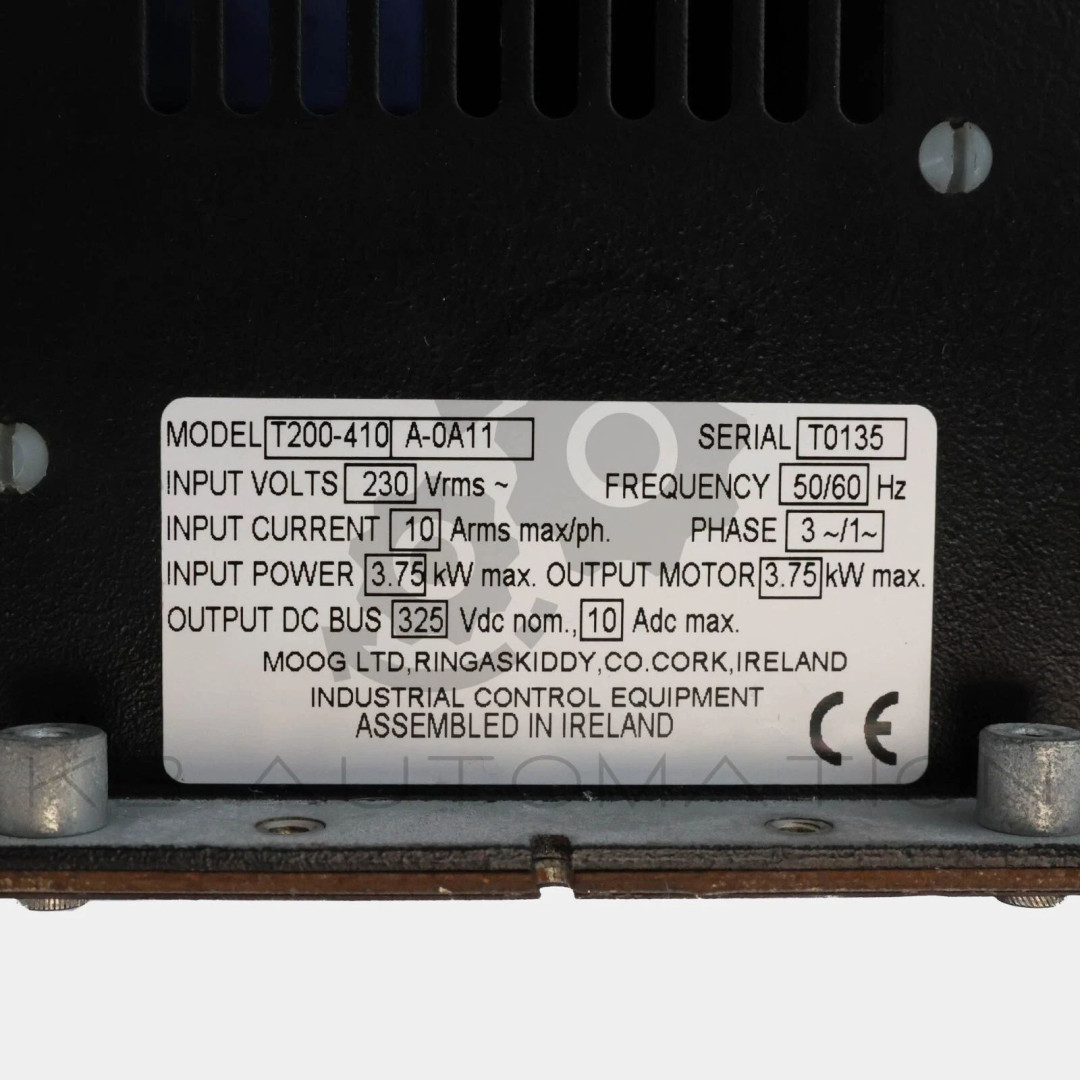 MODEL T200-410 A-0A11 SERIAL T0135
INPUT VOLTS 230 Vrms ~ FREQUENCY 50/60 Hz
INPUT CURRENT 10 Arms max/ph. PHASE 3 ~/1~
INPUT POWER 3.75 kW max. OUTPUT MOTOR 3.75 kW max.
OUTPUT DC BUS 325 Vdc nom., 10 Adc max.
MOOG LTD,RINGASKIDDY,CO.CORK,IRELAND
INDUSTRIAL CONTROL EQUIPMENT
ASSEMBLED IN IRELAND
CE
AUTOMATION